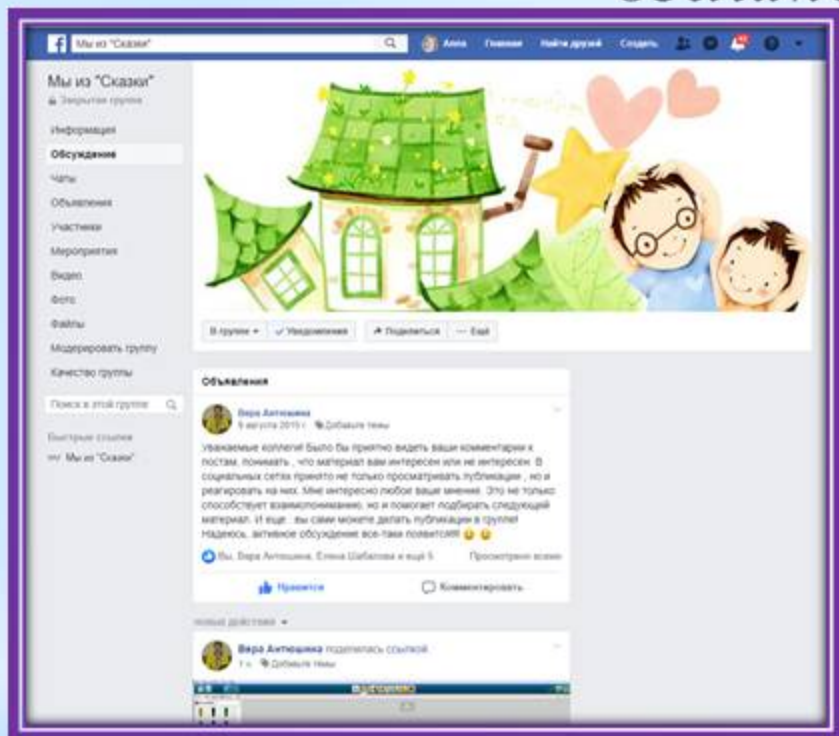 Мы из "Сказки"
Anna Главная Найти друзей Создать
Мы из "Сказки"
Закрытая группа
Информация
Обсуждение
Чаты
Объявления
Участники
Мероприятия
Видео
Фото
Файлы
Модерировать группу
Качество группы
Поиск в этой группе
Быстрые ссылки
Мы из "Сказки"
В группе Уведомления Поделиться Ещё
Объявления
Вера Антюшина
9 августа 2015 г. Добавьте темы
Уважаемые коллеги! Было бы приятно видеть ваши комментарии к
постам, понимать , что материал вам интересен или не интересен. В
социальных сетях принято не только просматривать публикации , но и
реагировать на них. Мне интересно любое ваше мнение. Это не только
способствует взаимопониманию, но и помогает подбирать следующий
материал. И еще : вы сами можете делать публикации в группе!
Надеюсь, активное обсуждение все-таки появится!!!!
Вы, Вера Антюшина, Елена Шабалова и ещё 5 Просмотрено всеми
Нравится Комментировать
НОВЫЕ ДЕЙСТВИЯ
Вера Антюшина поделилась ссылкой.
1 ч. Добавьте темы